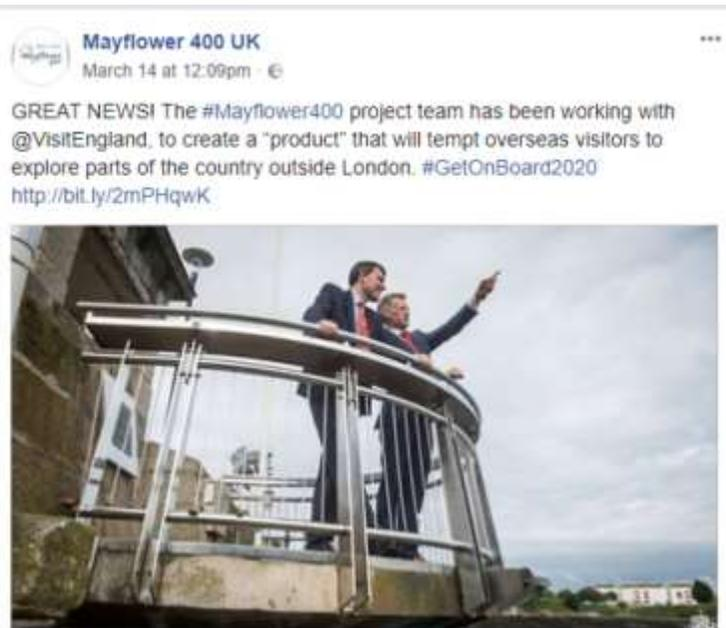 Mayflower 400 UK
March 14 at 12:09pm ·
GREAT NEWS! The #Mayflower400 project team has been working with
@VisitEngland, to create a "product" that will tempt overseas visitors to
explore parts of the country outside London. #GetOnBoard2020
http://bit.ly/2mPHqwK